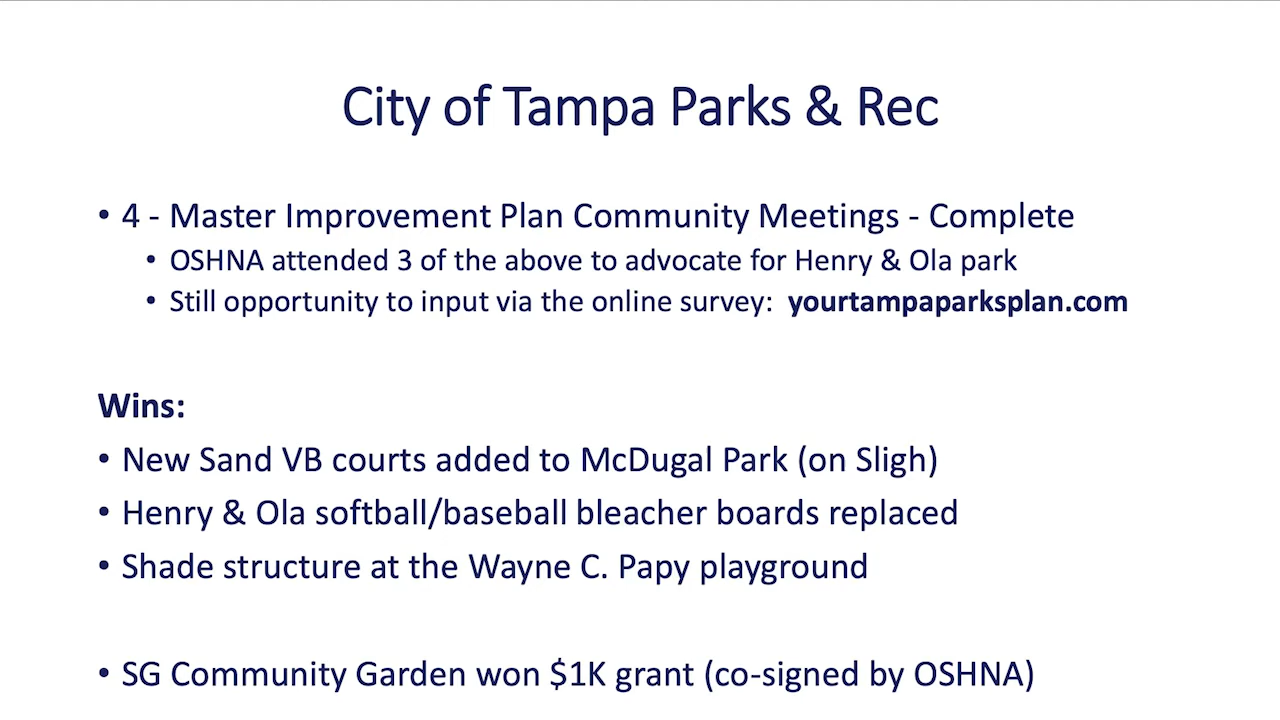 City of Tampa Parks & Rec
• 4 - Master Improvement Plan Community Meetings - Complete
• OSHNA attended 3 of the above to advocate for Henry & Ola park
• Still opportunity to input via the online survey: yourtampaparksplan.com
Wins:
• New Sand VB courts added to McDugal Park (on Sligh)
• Henry & Ola softball/baseball bleacher boards replaced
• Shade structure at the Wayne C. Papy playground
• SG Community Garden won $1K grant (co-signed by OSHNA)